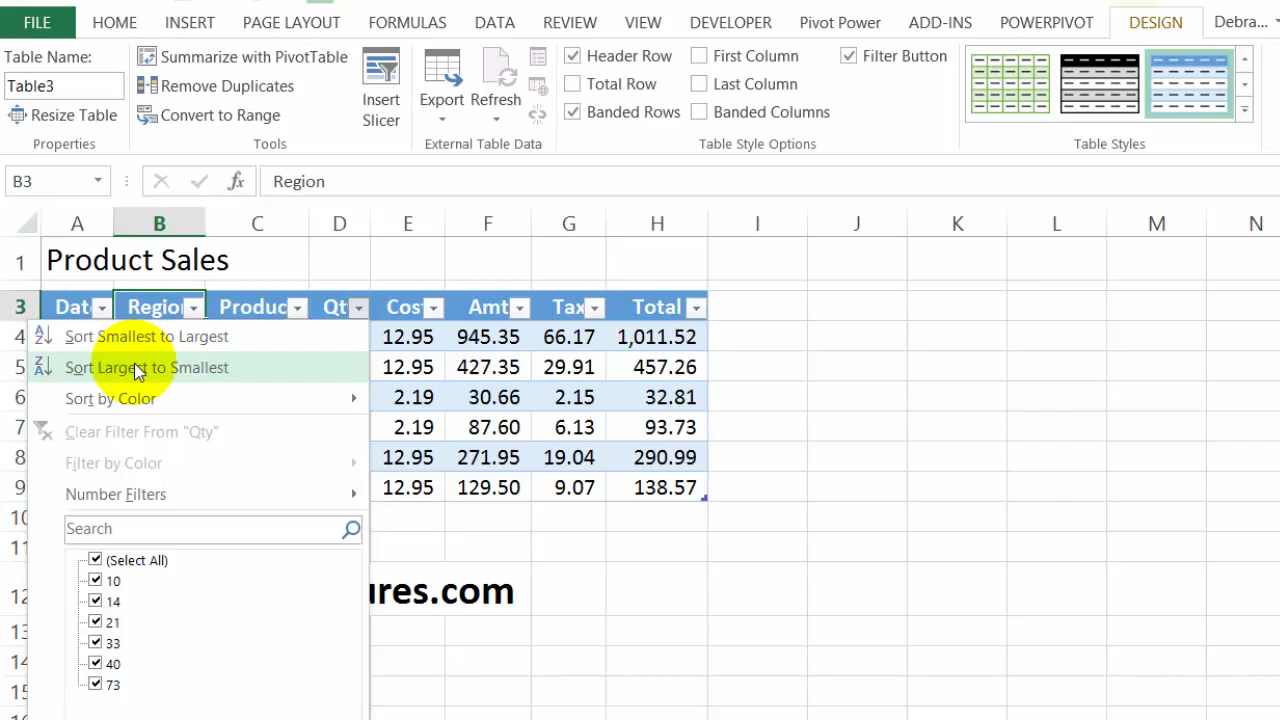 FILE HOME INSERT PAGE LAYOUT FORMULAS DATA REVIEW VIEW DEVELOPER Pivot Power ADD-INS POWERPIVOT DESIGN Debra...
Table Name:
Table3
Resize Table
Properties
Summarize with PivotTable
Remove Duplicates
Convert to Range
Tools
Insert
Slicer
Export
Refresh
External Table Data
Header Row
Total Row
Banded Rows
First Column
Last Column
Banded Columns
Filter Button
Table Style Options
Table Styles
B3 fx Region
A B C D E F G H I J K L M N
1 Product Sales
3 Dat Regio Produc Qt Cos Amt Tax Total
4 12.95 945.35 66.17 1,011.52
5 12.95 427.35 29.91 457.26
6 2.19 30.66 2.15 32.81
7 2.19 87.60 6.13 93.73
8 12.95 271.95 19.04 290.99
9 12.95 129.50 9.07 138.57
10
11
12 ures.com
13
14
15
Sort Smallest to Largest
Sort Largest to Smallest
Sort by Color
Clear Filter From "Qty"
Filter by Color
Number Filters
Search
(Select All)
10
14
21
33
40
73